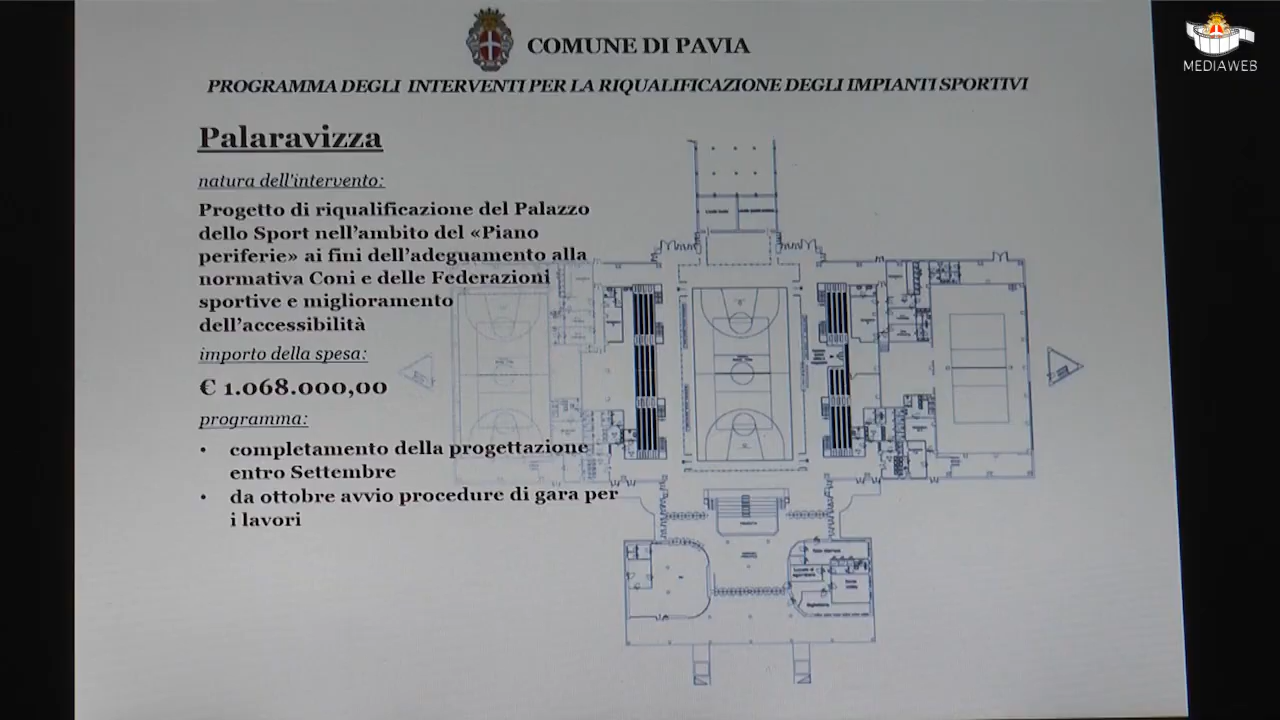 COMUNE DI PAVIA
MEDIAWEB
PROGRAMMA DEGLI INTERVENTI PER LA RIQUALIFICAZIONE DEGLI IMPIANTI SPORTIVI
Palaravizza
natura dell'intervento:
Progetto di riqualificazione del Palazzo
dello Sport nell'ambito del «Piano
periferie» ai fini dell'adeguamento alla
normativa Coni e delle Federazioni
sportive e miglioramento
dell'accessibilità
importo della spesa:
€ 1.068.000,00
programma:
• completamento della progettazione
entro Settembre
• da ottobre avvio procedure di gara per
i lavori